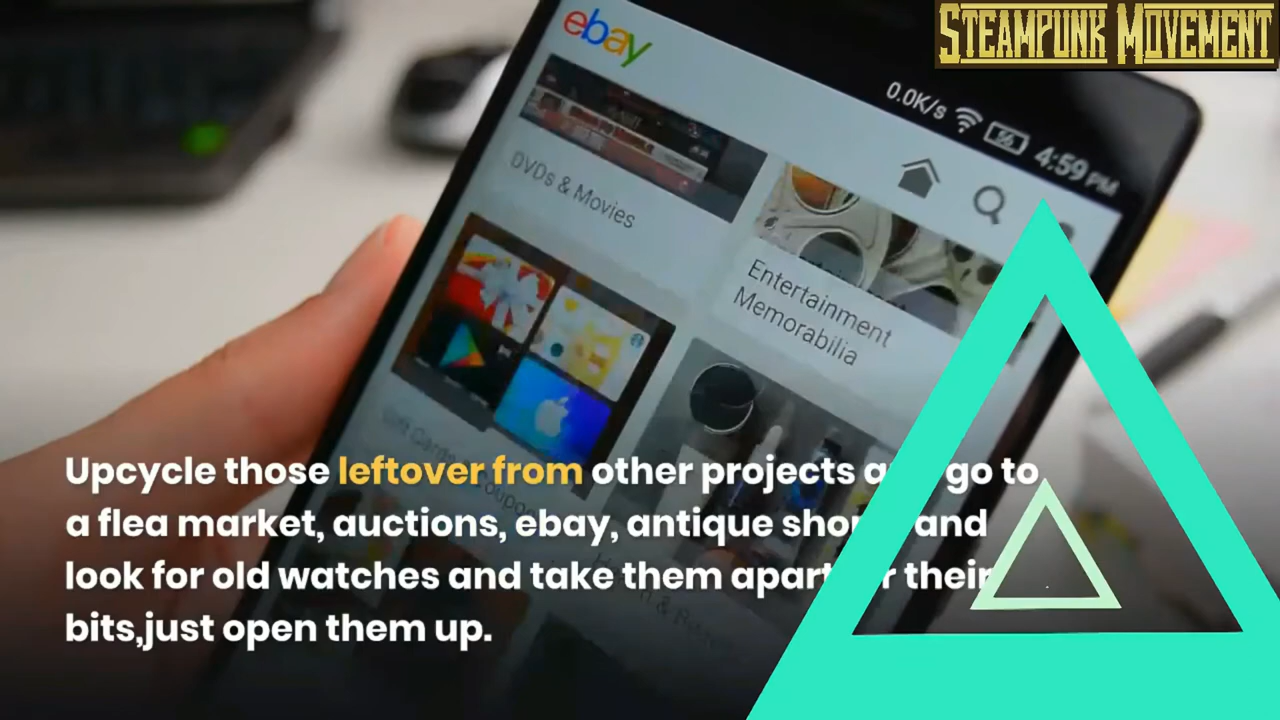 STEAMPUNK MOVEMENT
ebay
0.0K/s 56 4:59 PM
DVDs & Movies
Entertainment
Memorabilia
Upcycle those leftover from other projects go to
a flea market, auctions, ebay, antique and
look for old watches and take them apart their
bits,just open them up.